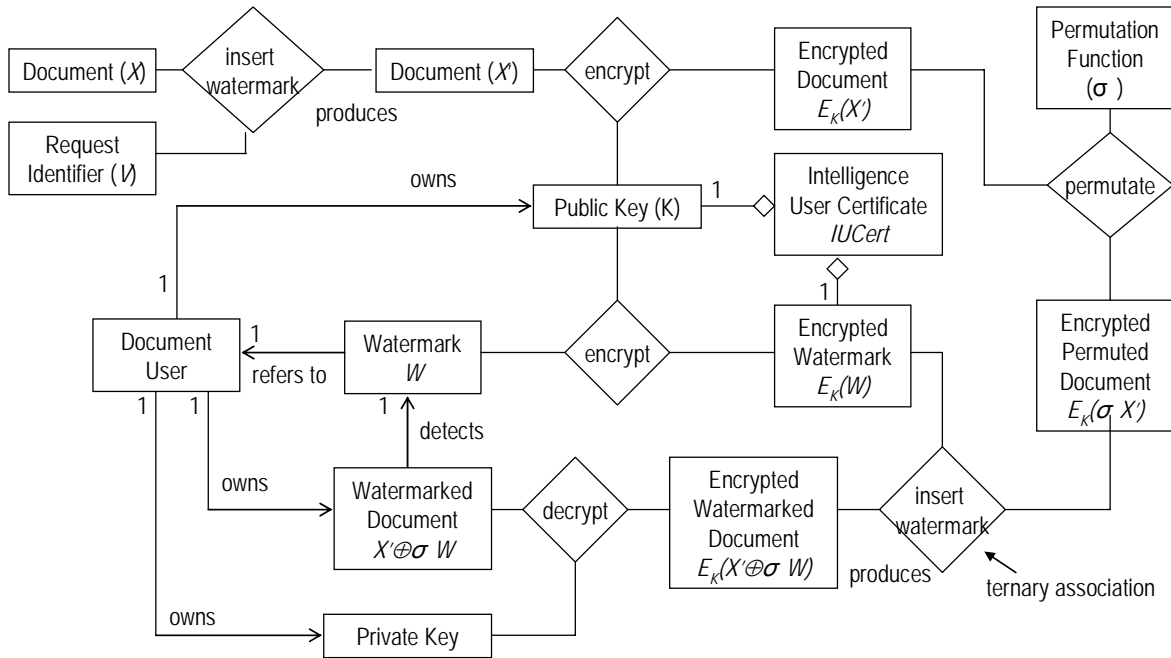 Document (X)
insert
watermark
produces
Document (X')
encrypt
Encrypted
Document
E_K(X')
Permutation
Function
(σ )
Request
Identifier (V)
owns
Public Key (K)
1
Intelligence
User Certificate
IUCert
permutate
1
1
Document
User
1
refers to
Watermark
W
encrypt
Encrypted
Watermark
E_K(W)
Encrypted
Permuted
Document
E_K(σ X')
1
1
1
detects
owns
Watermarked
Document
X'⊕σ W
decrypt
Encrypted
Watermarked
Document
E_K(X'⊕σ W)
insert
watermark
produces
ternary association
owns
Private Key